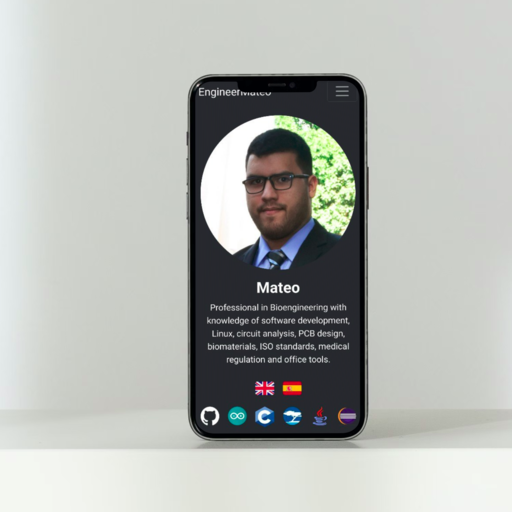 EngineerMateo
Mateo
Professional in Bioengineering with
knowledge of software development,
Linux, circuit analysis, PCB design,
biomaterials, ISO standards, medical
regulation and office tools.